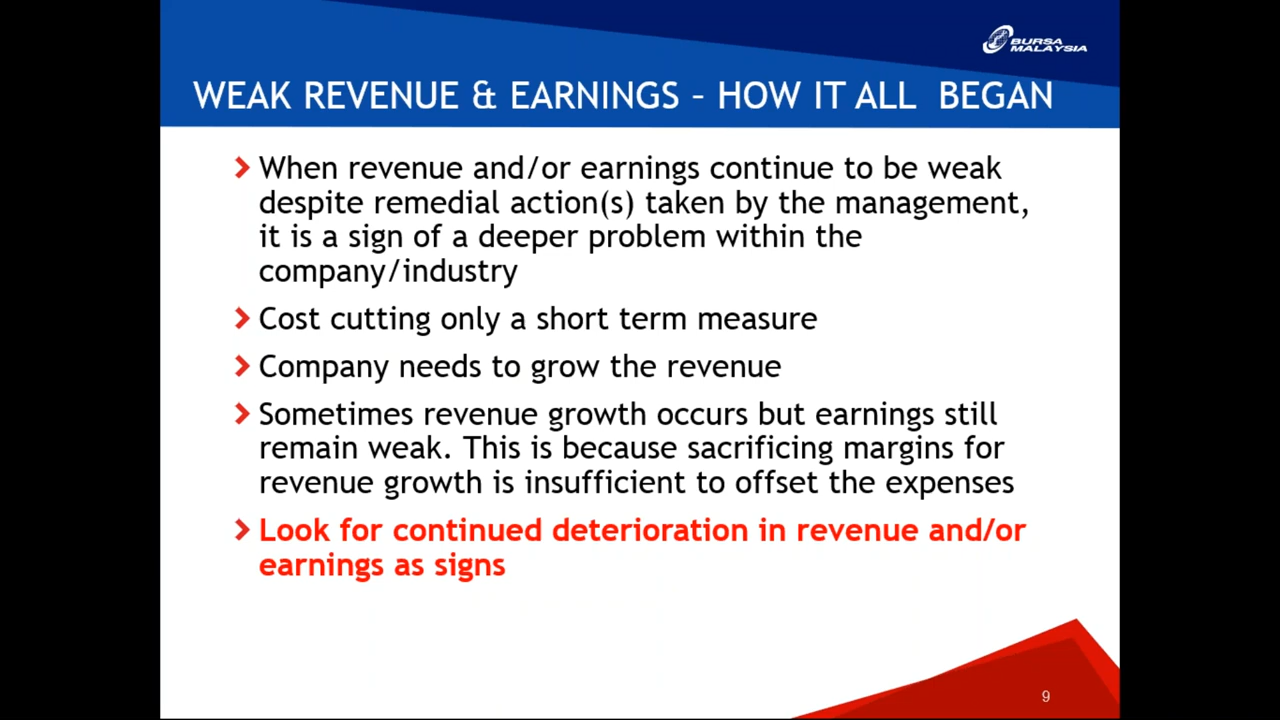 BURSA
MALAYSIA
WEAK REVENUE & EARNINGS – HOW IT ALL BEGAN
When revenue and/or earnings continue to be weak
despite remedial action(s) taken by the management,
it is a sign of a deeper problem within the
company/industry
Cost cutting only a short term measure
Company needs to grow the revenue
Sometimes revenue growth occurs but earnings still
remain weak. This is because sacrificing margins for
revenue growth is insufficient to offset the expenses
Look for continued deterioration in revenue and/or
earnings as signs
9